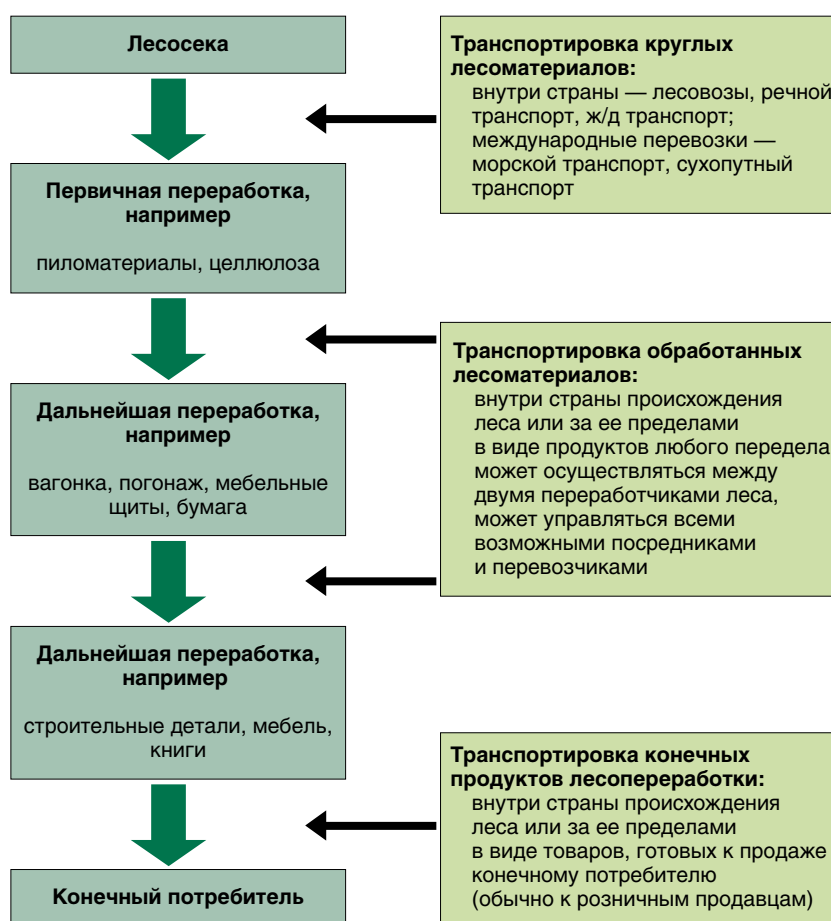 Лесосека
Транспортировка круглых
лесоматериалов:
внутри страны — лесовозы, речной
транспорт, ж/д транспорт;
международные перевозки —
морской транспорт, сухопутный
транспорт
Первичная переработка,
например
пиломатериалы, целлюлоза
Транспортировка обработанных
лесоматериалов:
внутри страны происхождения
леса или за ее пределами
в виде продуктов любого передела
может осуществляться между
двумя переработчиками леса,
может управляться всеми
возможными посредниками
и перевозчиками
Дальнейшая переработка,
например
вагонка, погонаж, мебельные
щиты, бумага
Дальнейшая переработка,
например
строительные детали, мебель,
книги
Транспортировка конечных
продуктов лесопереработки:
внутри страны происхождения
леса или за ее пределами
в виде товаров, готовых к продаже
конечному потребителю
(обычно к розничным продавцам)
Конечный потребитель